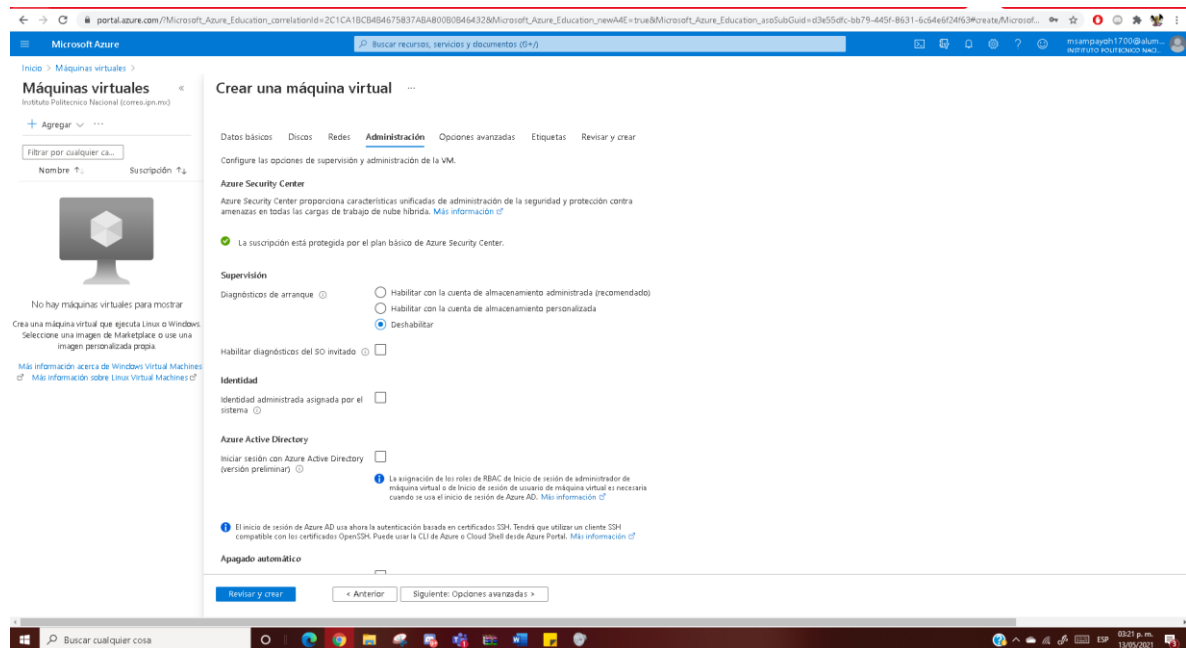 portal.azure.com/?Microsoft_Azure_Education_correlationId=2C1CA1BCB4B4675B37ABA800B0B46432&Microsoft_Azure_Education_newA4E=true&Microsoft_Azure_Education_asoSubGuid=d3e55dfc-bb79-445f-8631-6c64e6f24f63#create/Microsof...
Microsoft Azure
Buscar recursos, servicios y documentos (G+/)
msampayoh1700@alum...
INSTITUTO POLITECNICO NACI...
Inicio > Máquinas virtuales >
Máquinas virtuales «
Instituto Politecnico Nacional (correo.ipn.mx)
+ Agregar ...
Filtrar por cualquier ca...
Nombre ↑↓ Suscripción ↑↓
No hay máquinas virtuales para mostrar
Crea una máquina virtual que ejecuta Linux o Windows.
Seleccione una imagen de Marketplace o use una
imagen personalizada propia.
Más información acerca de Windows Virtual Machines
Más información sobre Linux Virtual Machines
Crear una máquina virtual ...
Datos básicos Discos Redes Administración Opciones avanzadas Etiquetas Revisar y crear
Configure las opciones de supervisión y administración de la VM.
Azure Security Center
Azure Security Center proporciona características unificadas de administración de la seguridad y protección contra
amenazas en todas las cargas de trabajo de nube híbrida. Más información
La suscripción está protegida por el plan básico de Azure Security Center.
Supervisión
Diagnósticos de arranque
Habilitar con la cuenta de almacenamiento administrada (recomendado)
Habilitar con la cuenta de almacenamiento personalizada
Deshabilitar
Habilitar diagnósticos del SO invitado
Identidad
Identidad administrada asignada por el
sistema
Azure Active Directory
Iniciar sesión con Azure Active Directory
(versión preliminar)
La asignación de los roles de RBAC de Inicio de sesión de administrador de
máquina virtual o de Inicio de sesión de usuario de máquina virtual es necesaria
cuando se usa el inicio de sesión de Azure AD. Más información
El inicio de sesión de Azure AD usa ahora la autenticación basada en certificados SSH. Tendrá que utilizar un cliente SSH
compatible con los certificados OpenSSH. Puede usar la CLI de Azure o Cloud Shell desde Azure Portal. Más información
Apagado automático
Revisar y crear < Anterior Siguiente: Opciones avanzadas >
Buscar cualquier cosa
ESP
03:21 p. m.
13/05/2021